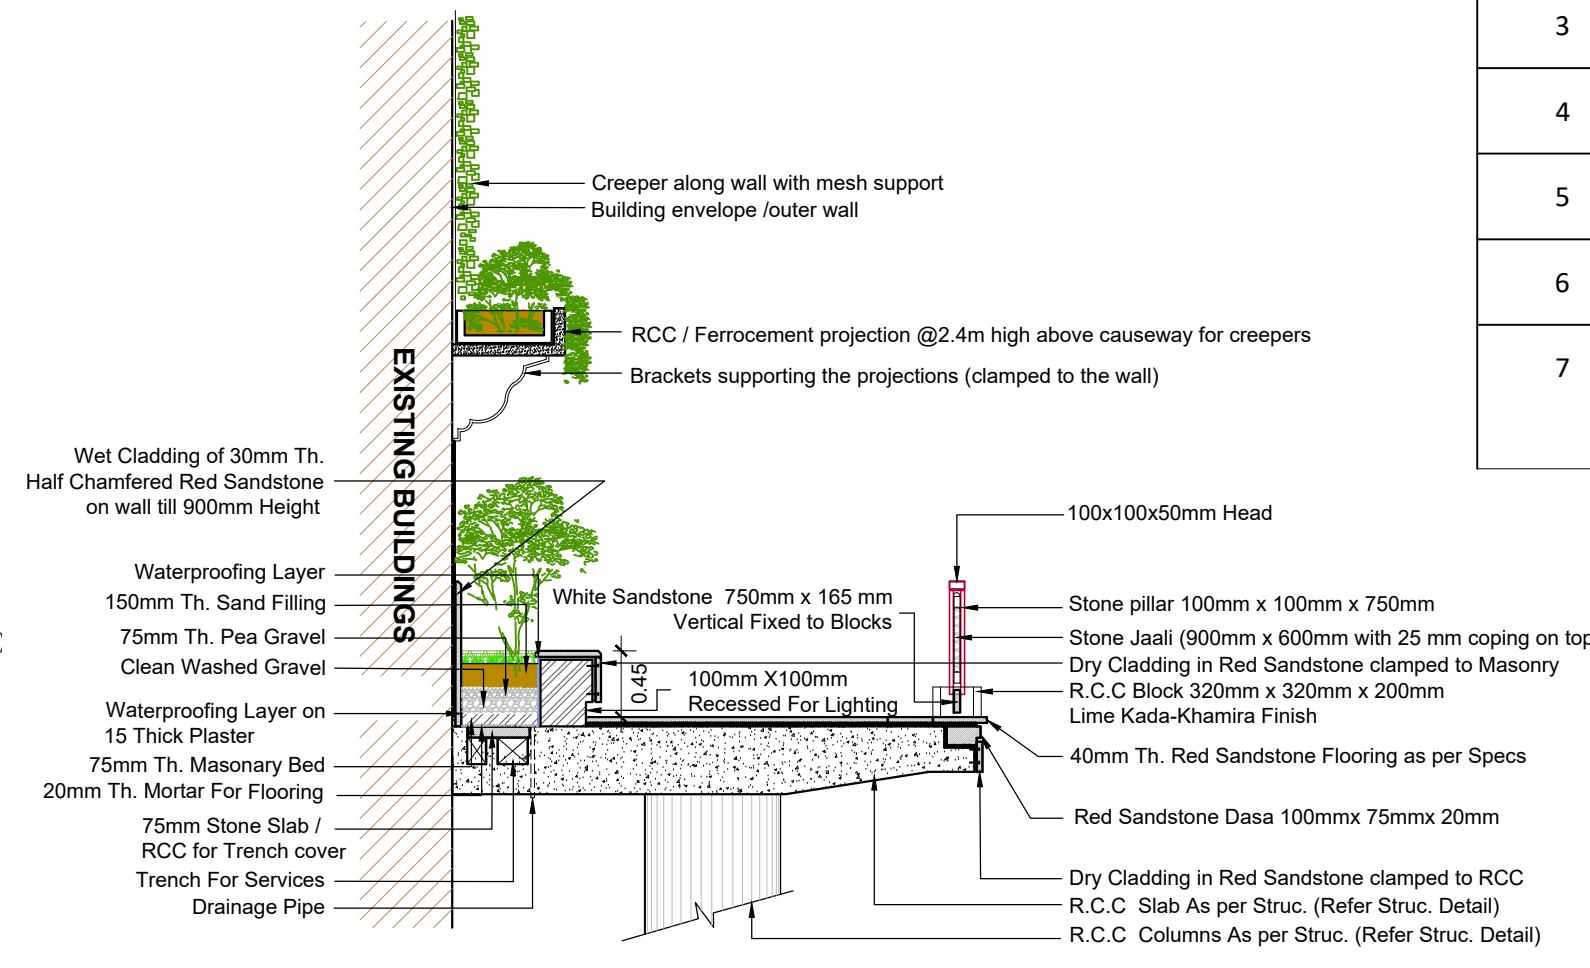 3
4
5
6
7
Creeper along wall with mesh support
Building envelope /outer wall
RCC / Ferrocement projection @2.4m high above causeway for creepers
Brackets supporting the projections (clamped to the wall)
EXISTING BUILDINGS
Wet Cladding of 30mm Th.
Half Chamfered Red Sandstone
on wall till 900mm Height
Waterproofing Layer
150mm Th. Sand Filling
75mm Th. Pea Gravel
Clean Washed Gravel
Waterproofing Layer on
15 Thick Plaster
75mm Th. Masonary Bed
20mm Th. Mortar For Flooring
75mm Stone Slab /
RCC for Trench cover
Trench For Services
Drainage Pipe
White Sandstone 750mm x 165 mm
Vertical Fixed to Blocks
0.45
100mm X100mm
Recessed For Lighting
100x100x50mm Head
Stone pillar 100mm x 100mm x 750mm
Stone Jaali (900mm x 600mm with 25 mm coping on top
Dry Cladding in Red Sandstone clamped to Masonry
R.C.C Block 320mm x 320mm x 200mm
Lime Kada-Khamira Finish
40mm Th. Red Sandstone Flooring as per Specs
Red Sandstone Dasa 100mmx 75mmx 20mm
Dry Cladding in Red Sandstone clamped to RCC
R.C.C Slab As per Struc. (Refer Struc. Detail)
R.C.C Columns As per Struc. (Refer Struc. Detail)